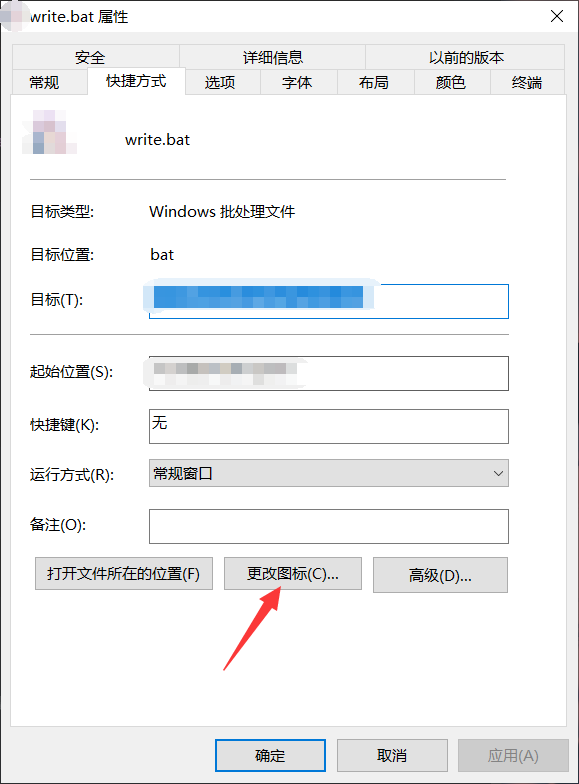 write.bat 属性
安全 详细信息 以前的版本
常规 快捷方式 选项 字体 布局 颜色 终端
write.bat
目标类型: Windows 批处理文件
目标位置: bat
目标(T):
起始位置(S):
快捷键(K): 无
运行方式(R): 常规窗口
备注(O):
打开文件所在的位置(F) 更改图标(C)... 高级(D)...
确定 取消 应用(A)